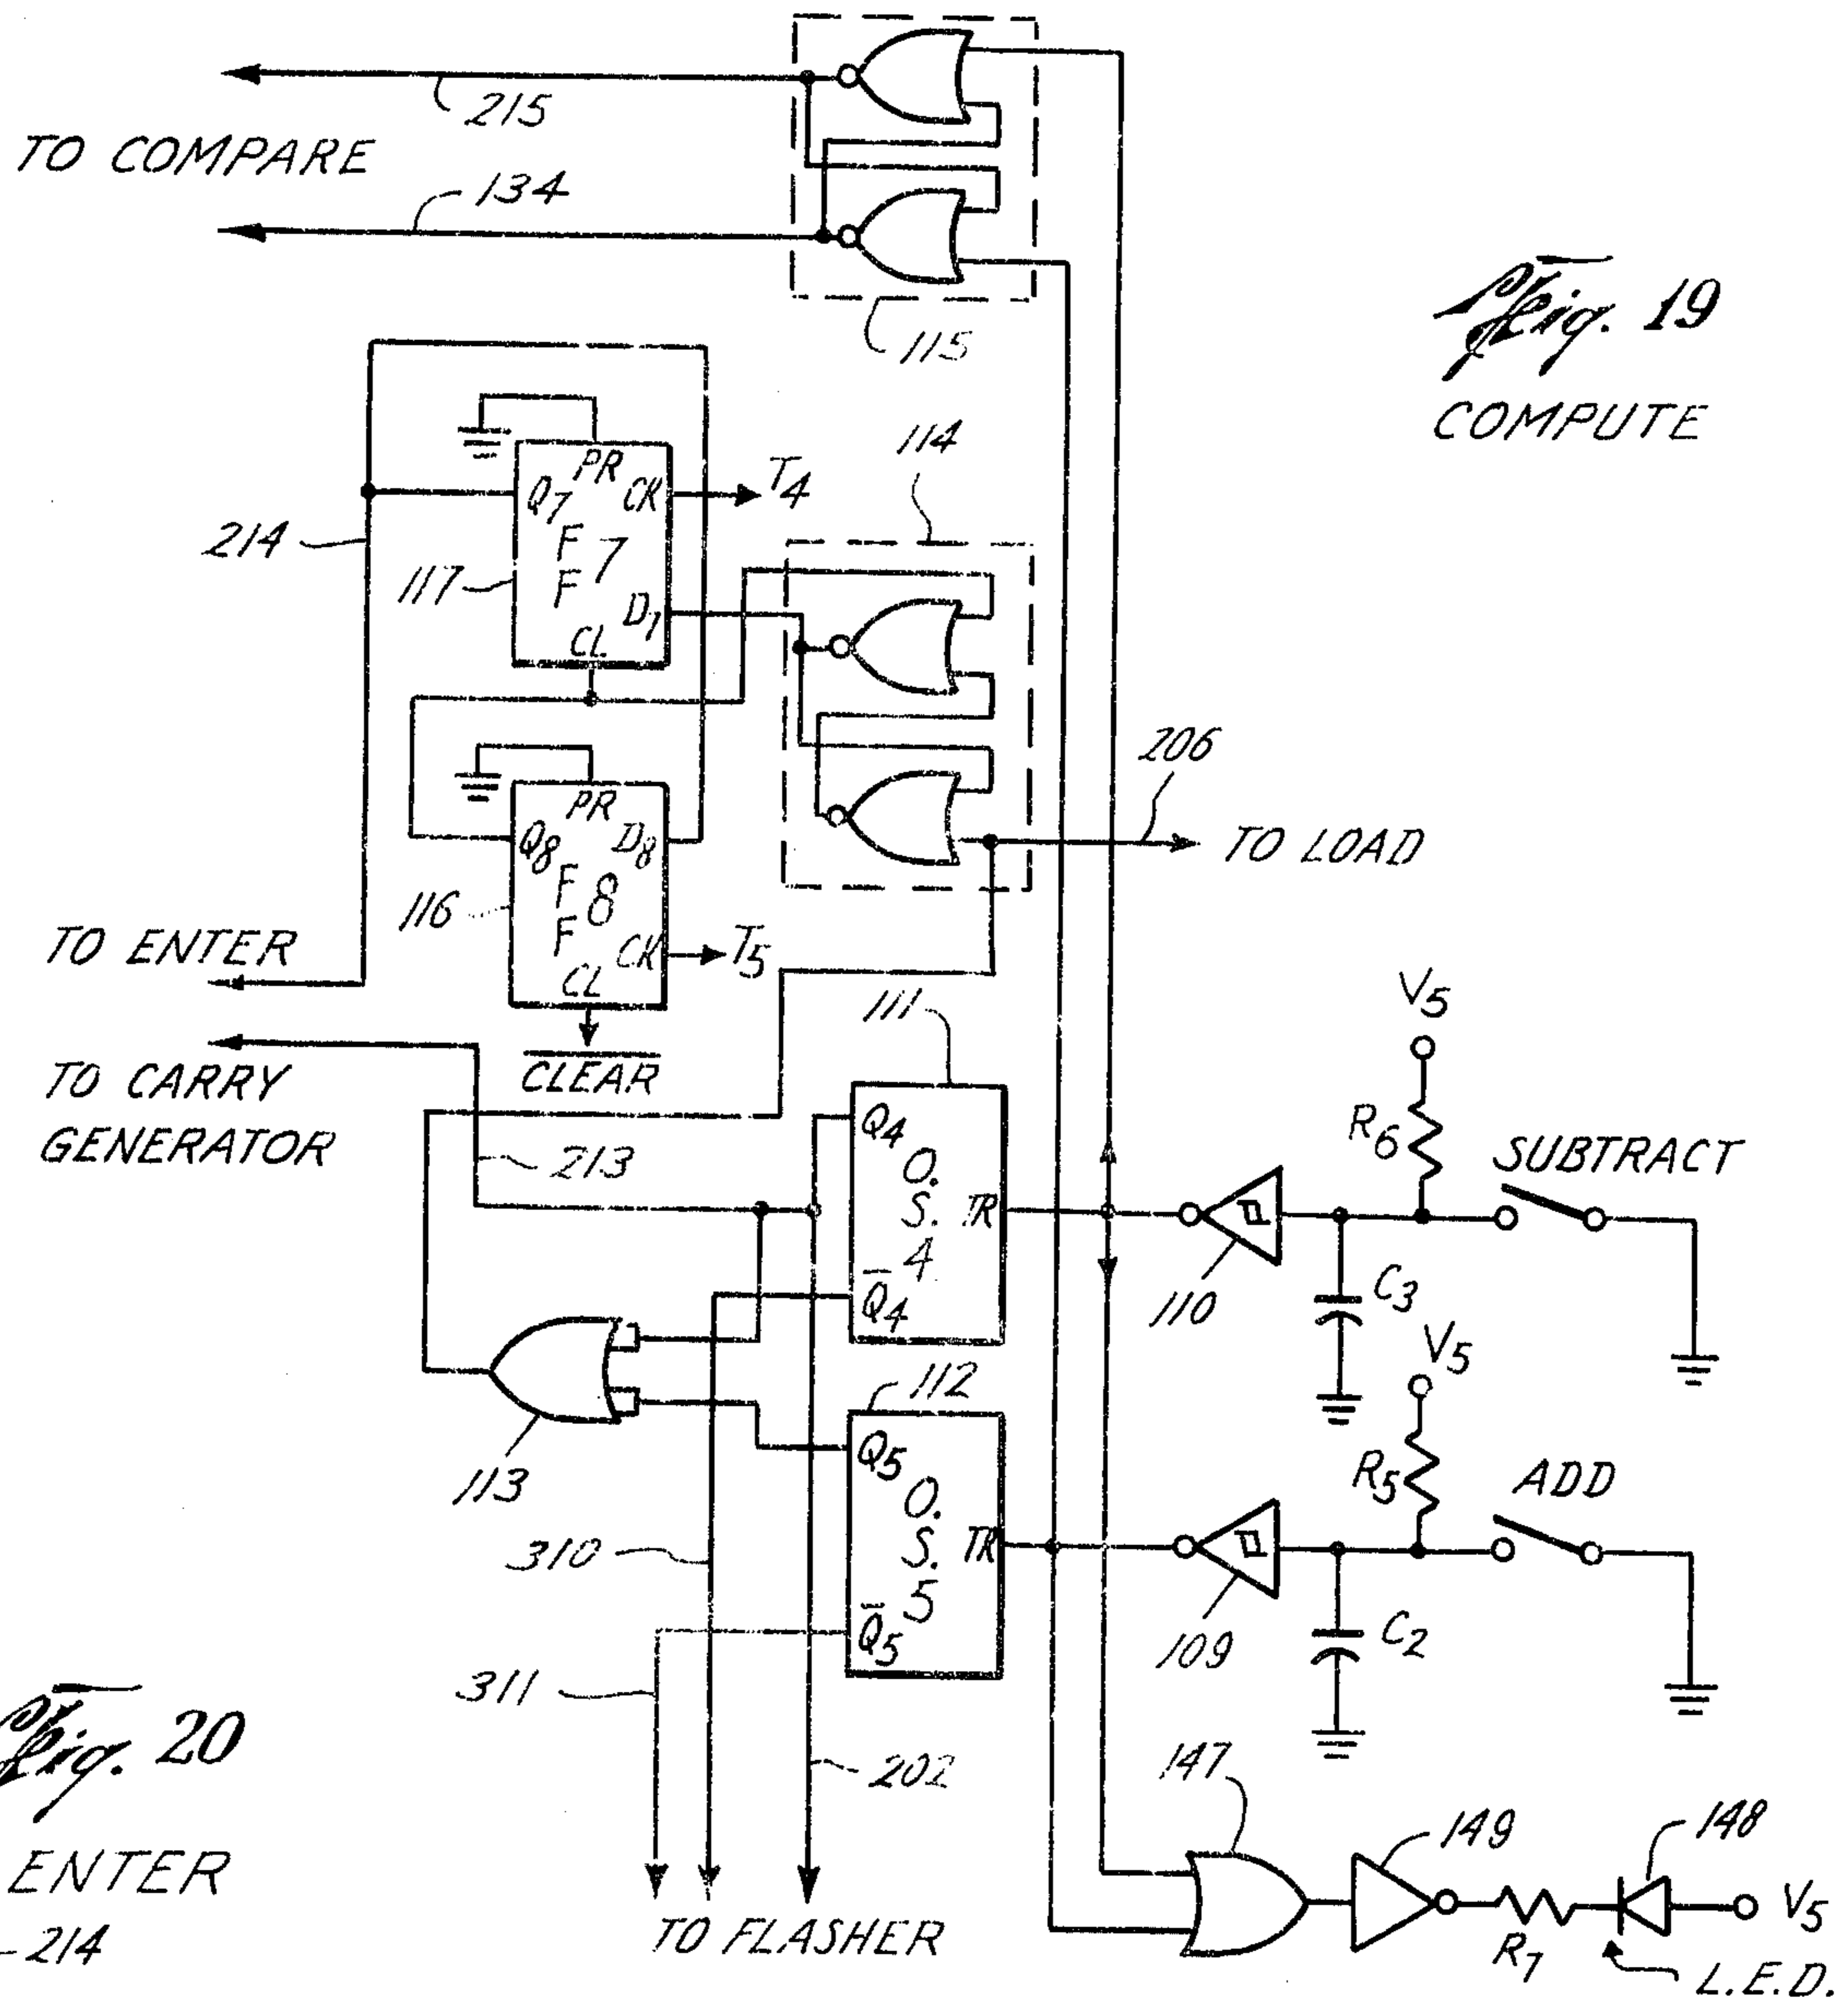 215
TO COMPARE
134
115
Fig. 19
COMPUTE
114
PR
Q7
CK
T4
214
F
F
7
117
D7
CL
206
PR
Q8
D8
F
F
8
TO LOAD
116
CK
T5
TO ENTER
CL
CLEAR
111
V5
TO CARRY
GENERATOR
213
Q4
O.
S.
4
TR
Q4
R6
SUBTRACT
110
C3
V5
112
113
Q5
O.
S.
5
TR
Q5
R5
ADD
310
109
C2
311
202
147
149
148
V5
R7
L.E.D.
TO FLASHER
Fig. 20
ENTER
214